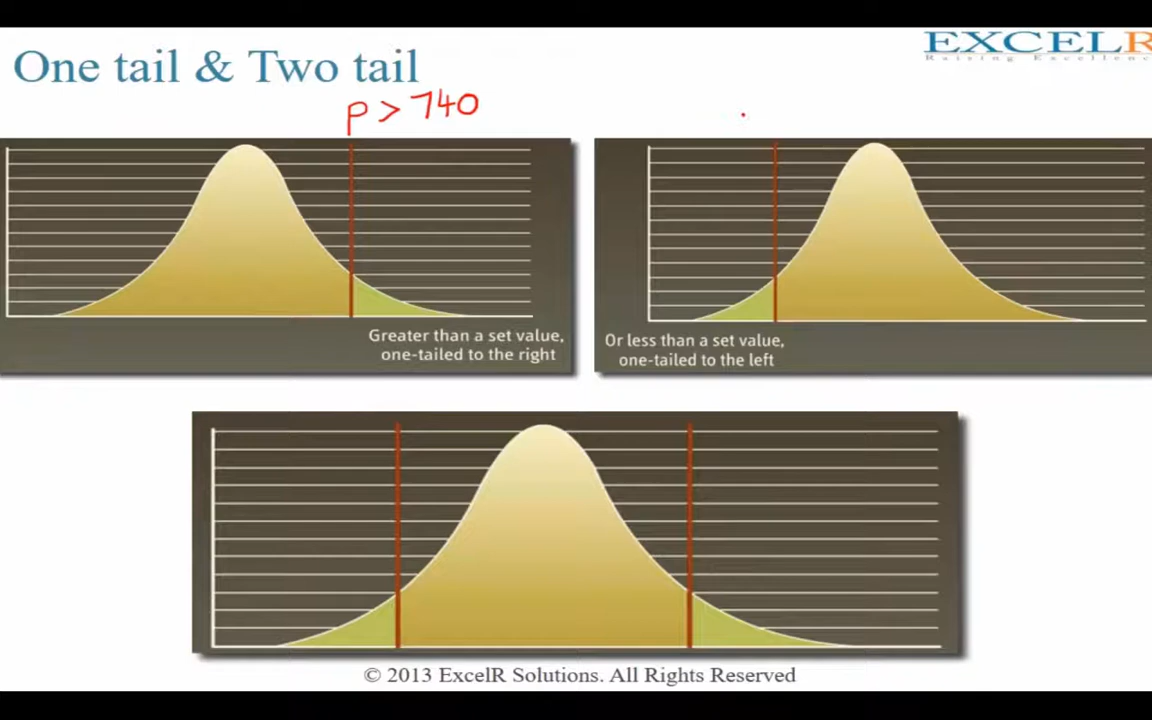 EXCELR
Raising Excellence
One tail & Two tail
P > 740
Greater than a set value,
one-tailed to the right
Or less than a set value,
one-tailed to the left
© 2013 ExcelR Solutions. All Rights Reserved